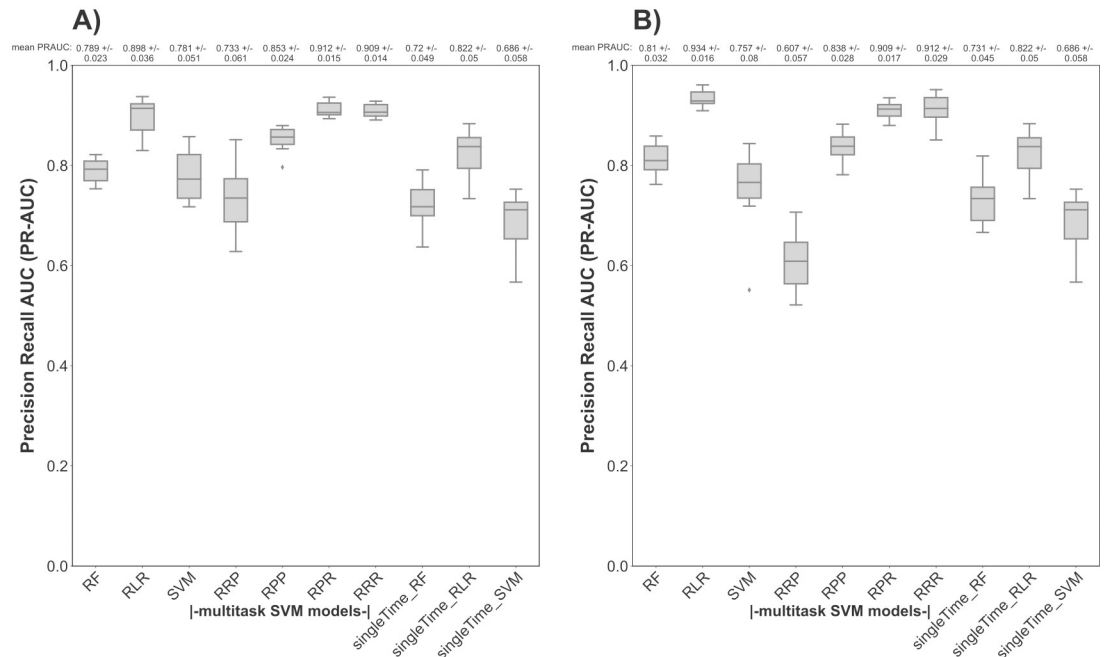 A)
mean PRAUC: 0.789 +/- 0.023 0.898 +/- 0.036 0.781 +/- 0.051 0.733 +/- 0.061 0.853 +/- 0.024 0.912 +/- 0.015 0.909 +/- 0.014 0.72 +/- 0.049 0.822 +/- 0.05 0.686 +/- 0.058
1.0
0.8
0.6
0.4
0.2
0.0
Precision Recall AUC (PR-AUC)
RF
RLR
SVM
RRP
RPP
RPR
RRR
singleTime_RF
singleTime_RLR
singleTime_SVM
|-multitask SVM models-|
B)
mean PRAUC: 0.81 +/- 0.032 0.934 +/- 0.016 0.757 +/- 0.08 0.607 +/- 0.057 0.838 +/- 0.028 0.909 +/- 0.017 0.912 +/- 0.029 0.731 +/- 0.045 0.822 +/- 0.05 0.686 +/- 0.058
1.0
0.8
0.6
0.4
0.2
0.0
Precision Recall AUC (PR-AUC)
RF
RLR
SVM
RRP
RPP
RPR
RRR
singleTime_RF
singleTime_RLR
singleTime_SVM
|-multitask SVM models-|